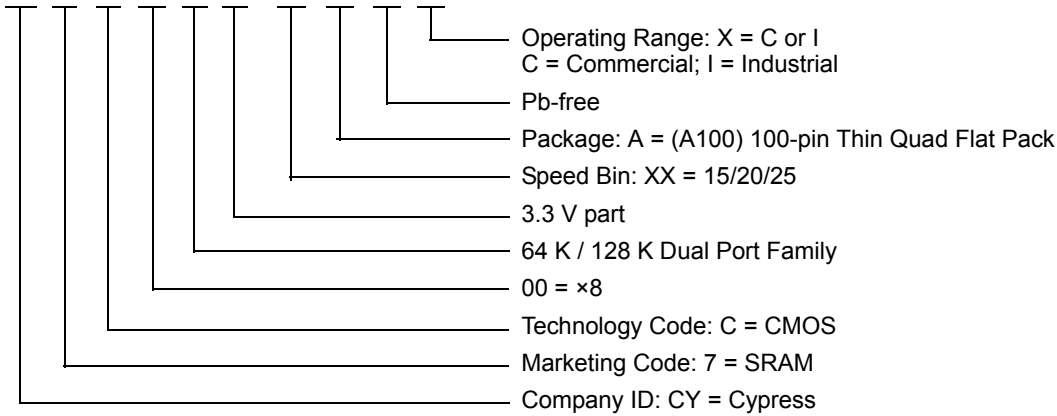 Operating Range: X = C or I
C = Commercial; I = Industrial
Pb-free
Package: A = (A100) 100-pin Thin Quad Flat Pack
Speed Bin: XX = 15/20/25
3.3 V part
64 K / 128 K Dual Port Family
00 = ×8
Technology Code: C = CMOS
Marketing Code: 7 = SRAM
Company ID: CY = Cypress